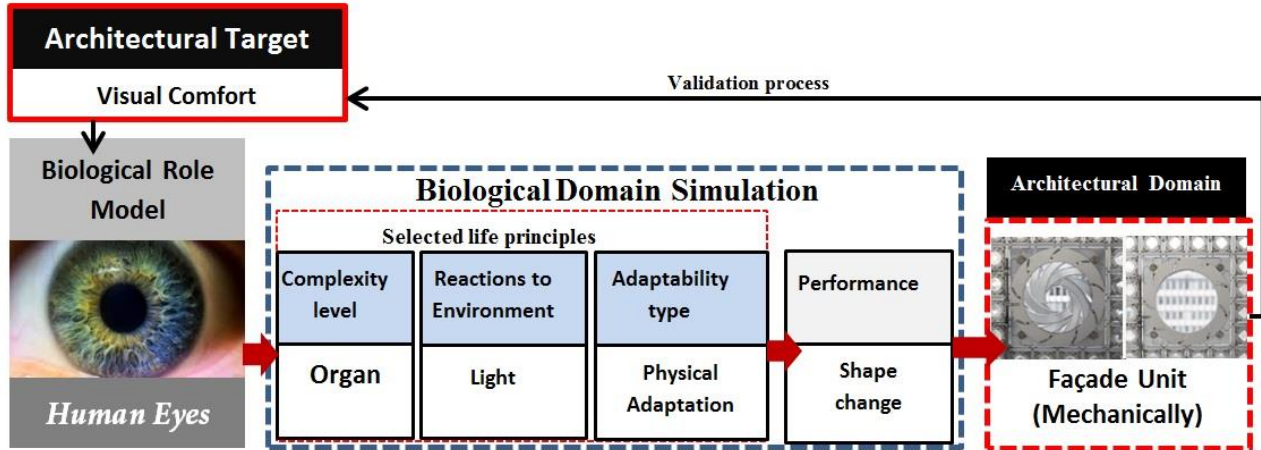 Architectural Target
Visual Comfort
Validation process
Biological Role
Model
Human Eyes
Biological Domain Simulation
Selected life principles
Complexity
level
Organ
Reactions to
Environment
Light
Adaptability
type
Physical
Adaptation
Performance
Shape
change
Architectural Domain
Façade Unit
(Mechanically)